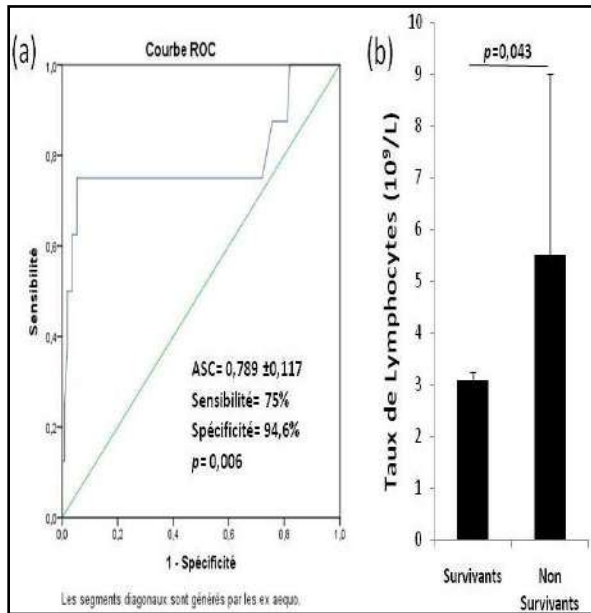 (a)
Courbe ROC
1,0
0,8
0,6
0,4
0,2
0,0
0,0 0,2 0,4 0,6 0,8 1,0
Sensibilité
1 - Spécificité
ASC= 0,789 ±0,117
Sensibilité= 75%
Spécificité= 94,6%
p= 0,006
Les segments diagonaux sont générés par les ex aequo.
(b)
p=0,043
Taux de Lymphocytes (10⁹/L)
10
9
8
7
6
5
4
3
2
1
0
Survivants
Non
Survivants